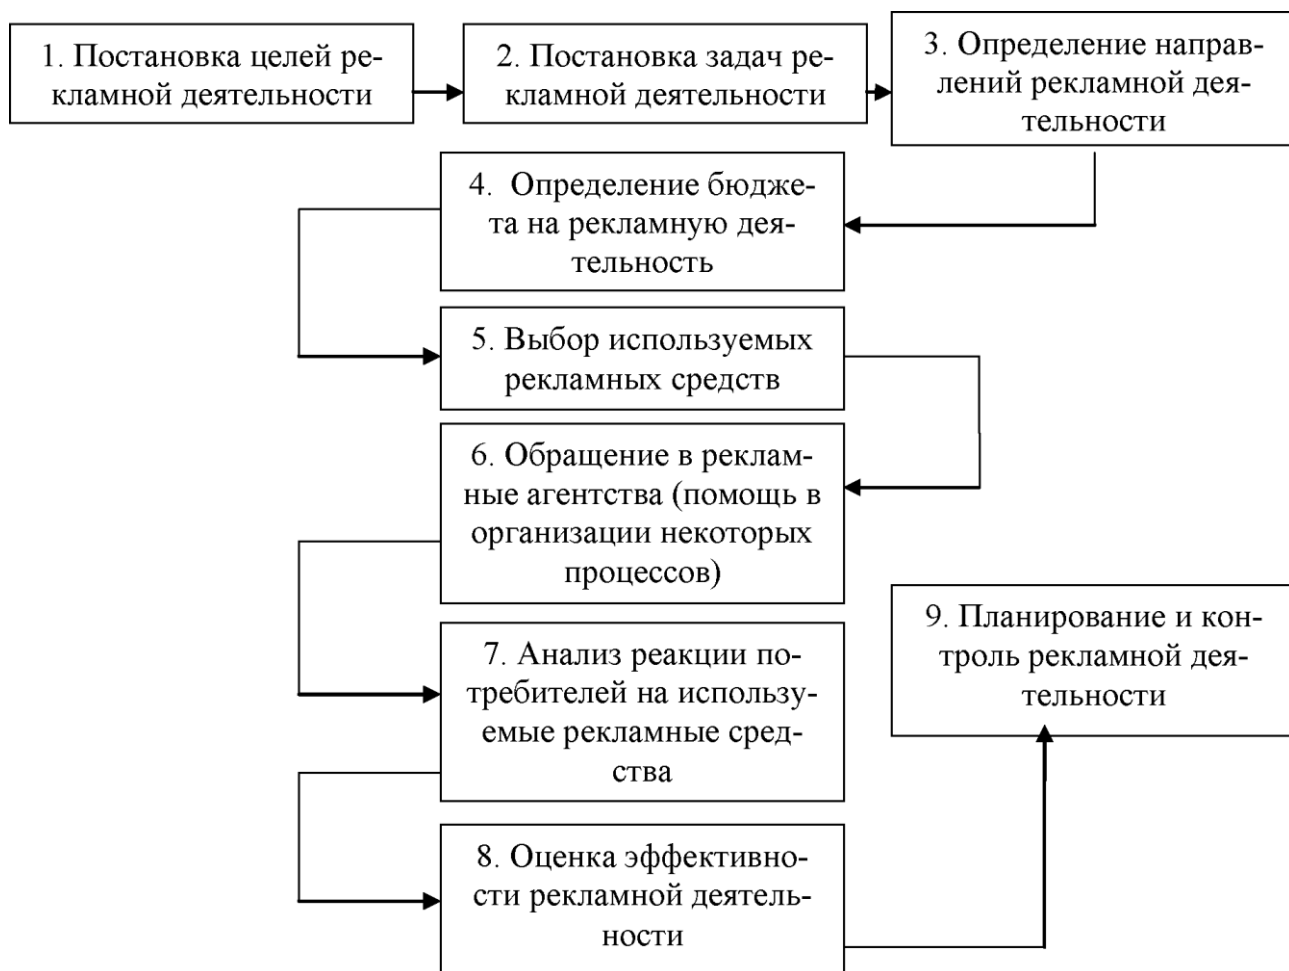 1. Постановка целей ре-
кламной деятельности
2. Постановка задач ре-
кламной деятельности
3. Определение направ-
лений рекламной дея-
тельности
4.  Определение бюдже-
та на рекламную дея-
тельность
5. Выбор используемых
рекламных средств
6. Обращение в реклам-
ные агентства (помощь в
организации некоторых
процессов)
7. Анализ реакции по-
требителей на использу-
емые рекламные сред-
ства
8. Оценка эффективно-
сти рекламной деятель-
ности
9. Планирование и кон-
троль рекламной дея-
тельности